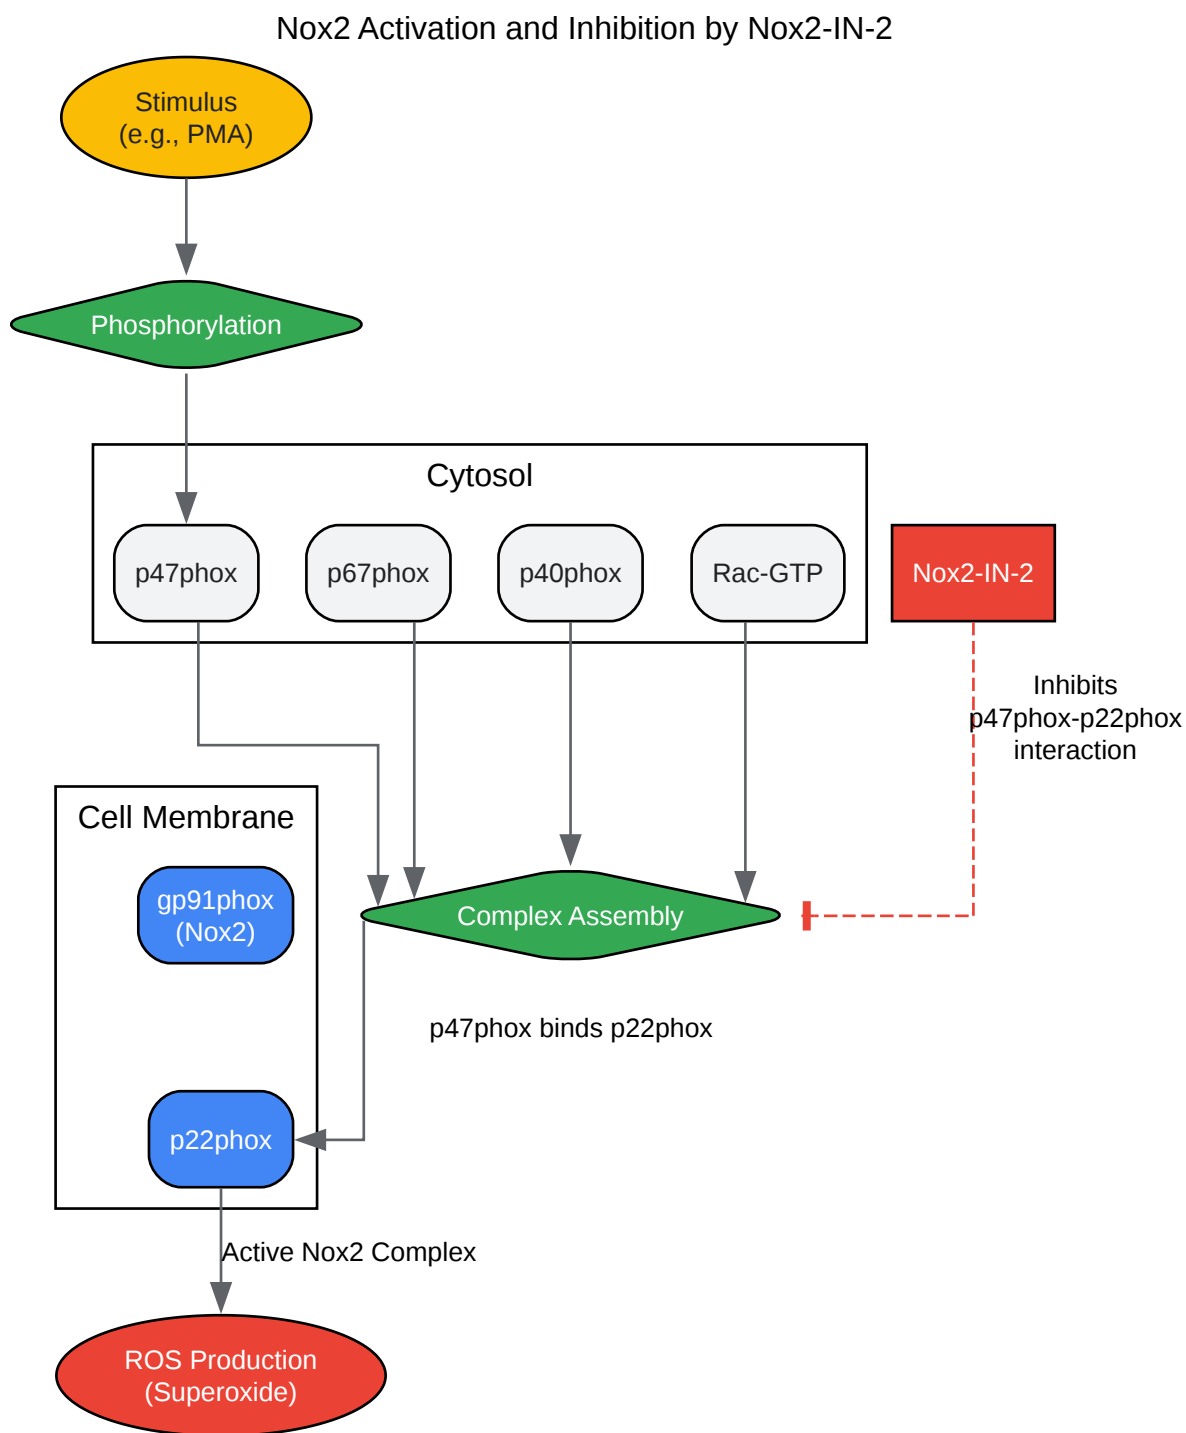 Nox2 Activation and Inhibition by Nox2-IN-2
Stimulus
(e.g., PMA)
Phosphorylation
Cytosol
p47phox
p67phox
p40phox
Rac-GTP
Nox2-IN-2
Inhibits
p47phox-p22phox
interaction
Cell Membrane
gp91phox
(Nox2)
Complex Assembly
p47phox binds p22phox
p22phox
Active Nox2 Complex
ROS Production
(Superoxide)